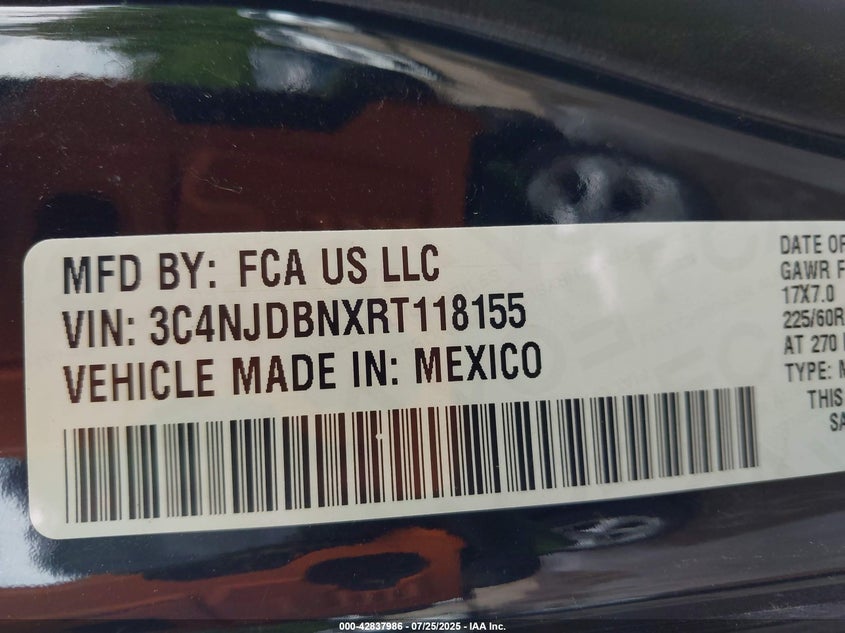 MFD BY: FCA US LLC
VIN: 3C4NJDBNXRT118155
VEHICLE MADE IN: MEXICO
DATE OF
GAWR F
17X7.0
225/60R
AT 270
TYPE:
THIS
000-42837986 - 07/25/2025 - IAA Inc.